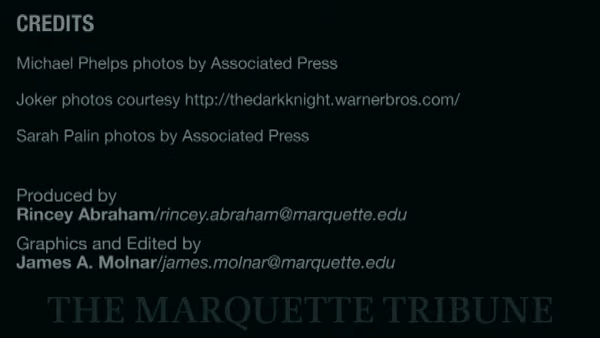 CREDITS
Michael Phelps photos by Associated Press
Joker photos courtesy http://thedarkknight.warnerbros.com/
Sarah Palin photos by Associated Press
Produced by
Rincey Abraham/rincey.abraham@marquette.edu
Graphics and Edited by
James A. Molnar/james.molnar@marquette.edu
THE MARQUETTE TRIBUNE